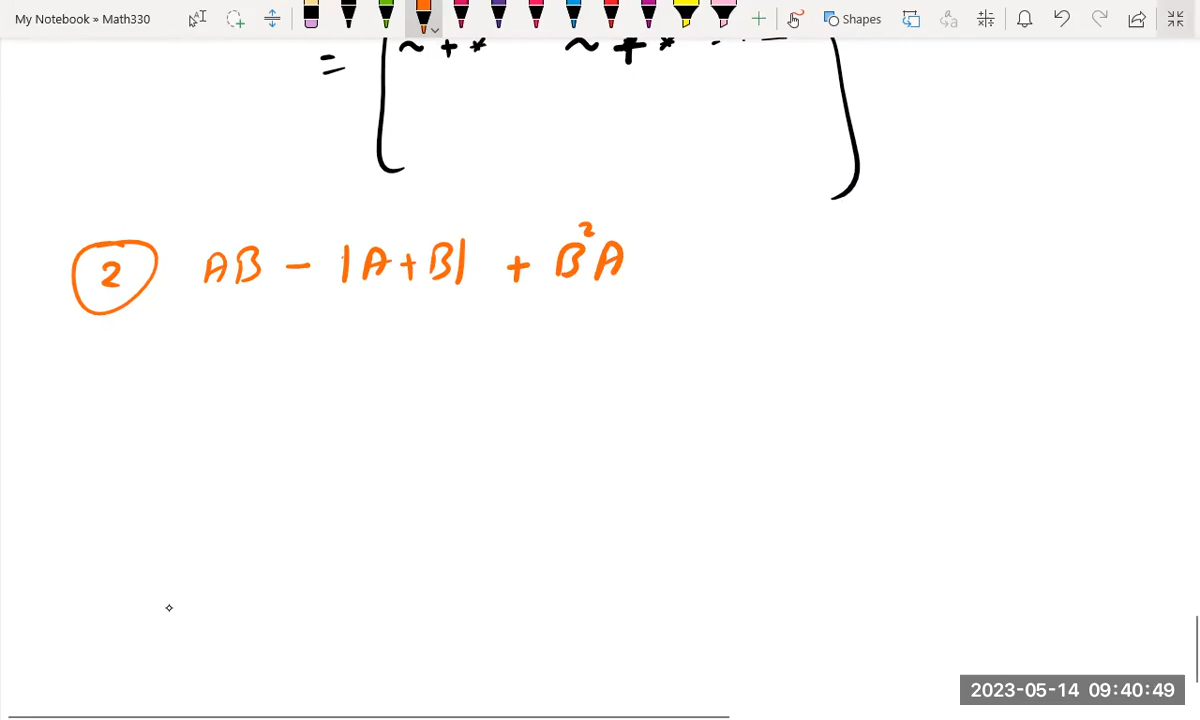 My Notebook » Math330
Shapes
=
~ + * ~ + *
2 AB - |A+B| + B²A
2023-05-14 09:40:49